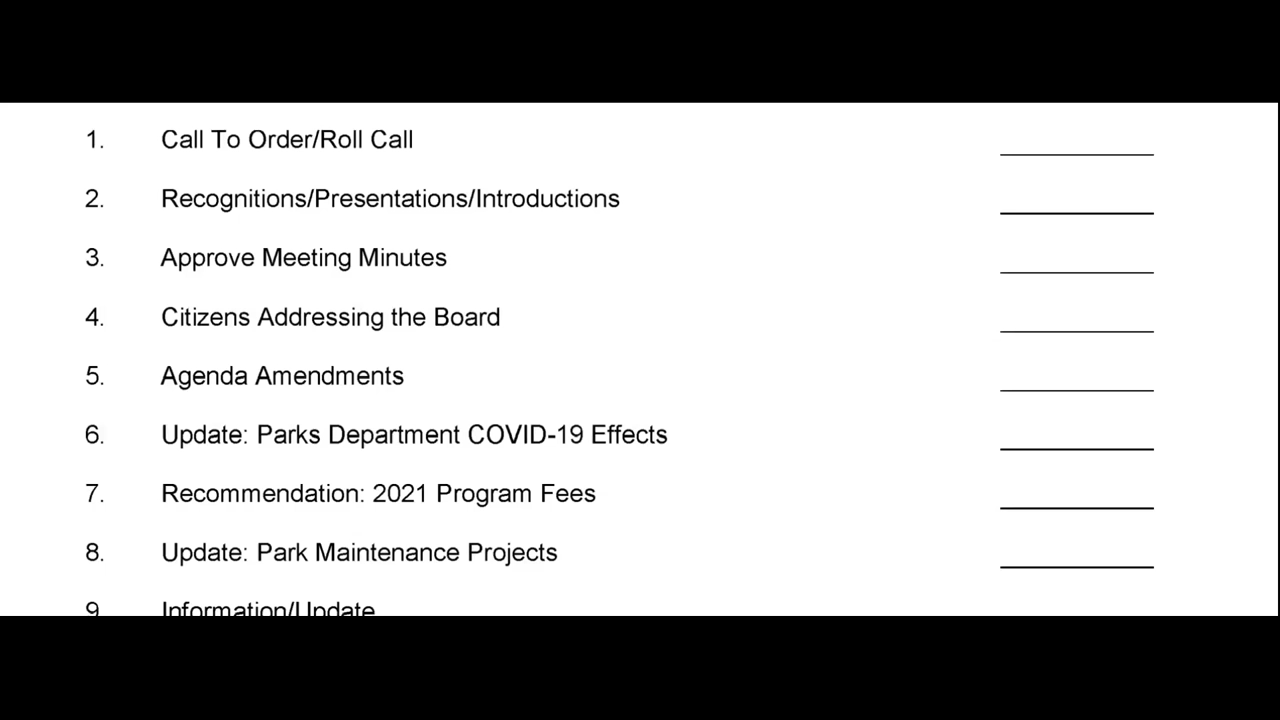 1. Call To Order/Roll Call
2. Recognitions/Presentations/Introductions
3. Approve Meeting Minutes
4. Citizens Addressing the Board
5. Agenda Amendments
6. Update: Parks Department COVID-19 Effects
7. Recommendation: 2021 Program Fees
8. Update: Park Maintenance Projects
9. Information/Update